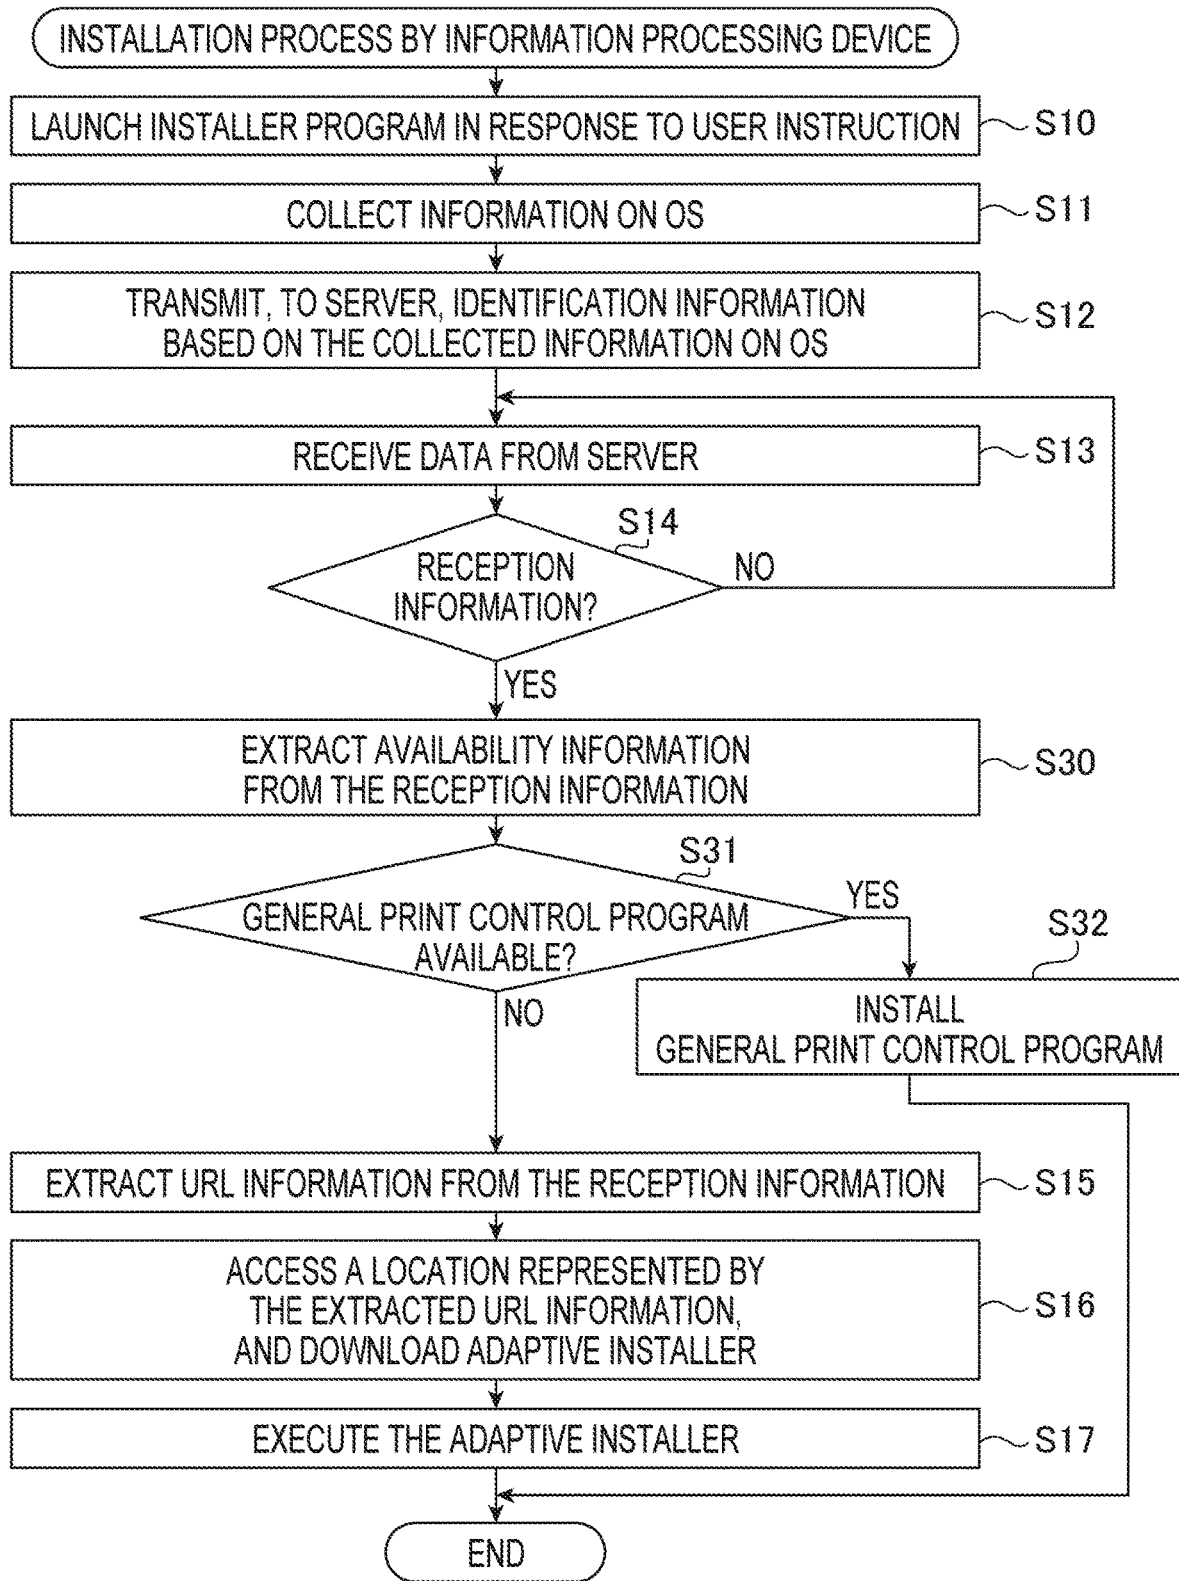 INSTALLATION PROCESS BY INFORMATION PROCESSING DEVICE
LAUNCH INSTALLER PROGRAM IN RESPONSE TO USER INSTRUCTION
S10
COLLECT INFORMATION ON OS
S11
TRANSMIT, TO SERVER, IDENTIFICATION INFORMATION
BASED ON THE COLLECTED INFORMATION ON OS
S12
RECEIVE DATA FROM SERVER
S13
S14
RECEPTION
INFORMATION?
NO
YES
EXTRACT AVAILABILITY INFORMATION
FROM THE RECEPTION INFORMATION
S30
S31
GENERAL PRINT CONTROL PROGRAM
AVAILABLE?
YES
NO
S32
INSTALL
GENERAL PRINT CONTROL PROGRAM
EXTRACT URL INFORMATION FROM THE RECEPTION INFORMATION
S15
ACCESS A LOCATION REPRESENTED BY
THE EXTRACTED URL INFORMATION,
AND DOWNLOAD ADAPTIVE INSTALLER
S16
EXECUTE THE ADAPTIVE INSTALLER
S17
END